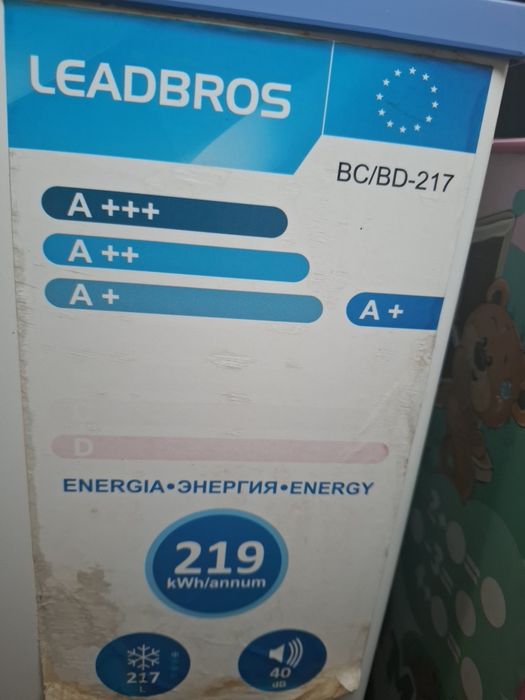 LEADBROS
BC/BD-217
A +++
A ++
A +
A +
D
ENERGIA•ЭНЕРГИЯ•ENERGY
219
kWh/annum
217
L
40
dB